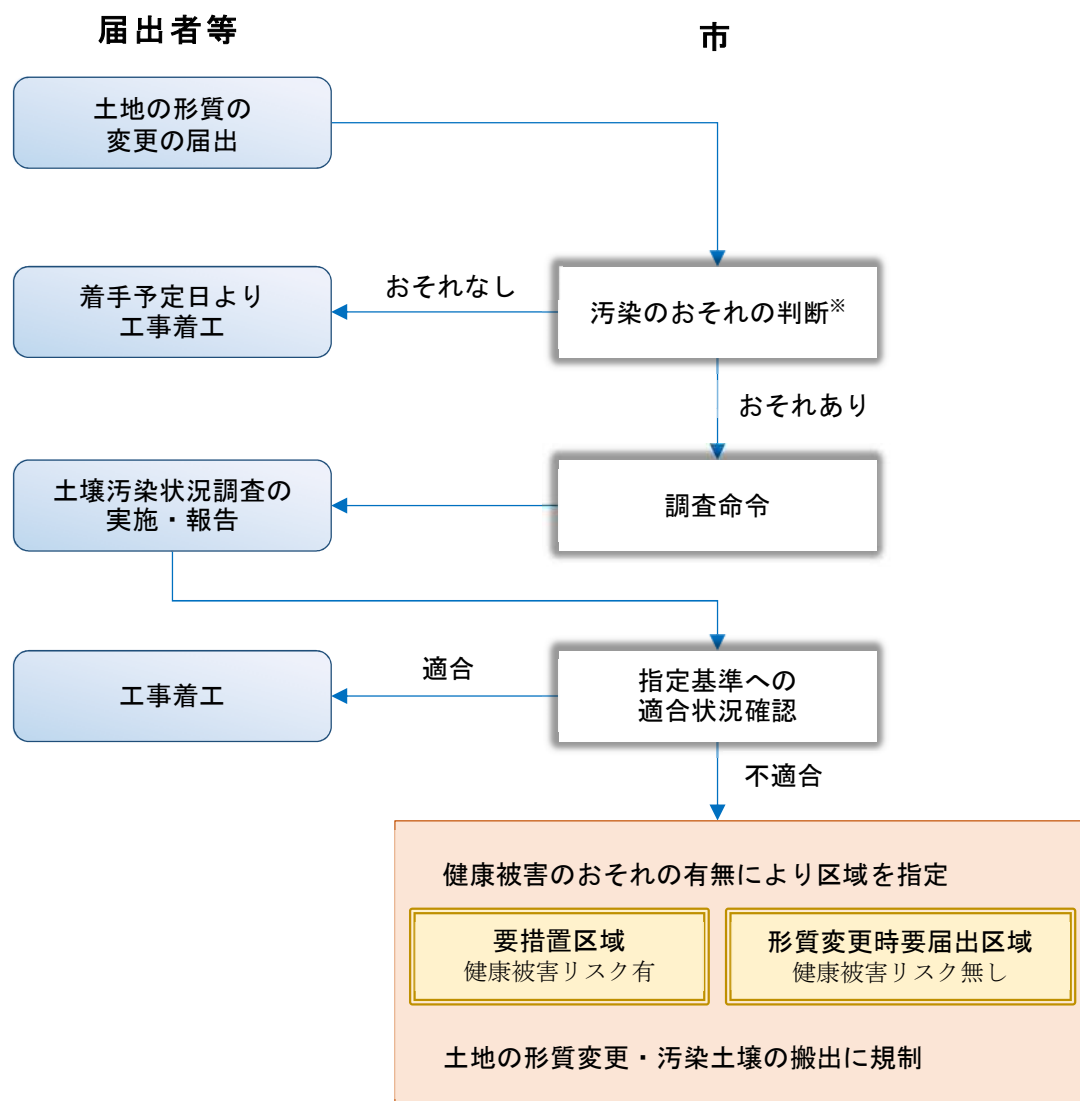 届出者等
市
土地の形質の
変更の届出
着手予定日より
工事着工
おそれなし
汚染のおそれの判断※
おそれあり
土壌汚染状況調査の
実施・報告
調査命令
工事着工
適合
指定基準への
適合状況確認
不適合
健康被害のおそれの有無により区域を指定
要措置区域
健康被害リスク有
形質変更時要届出区域
健康被害リスク無し
土地の形質変更・汚染土壌の搬出に規制